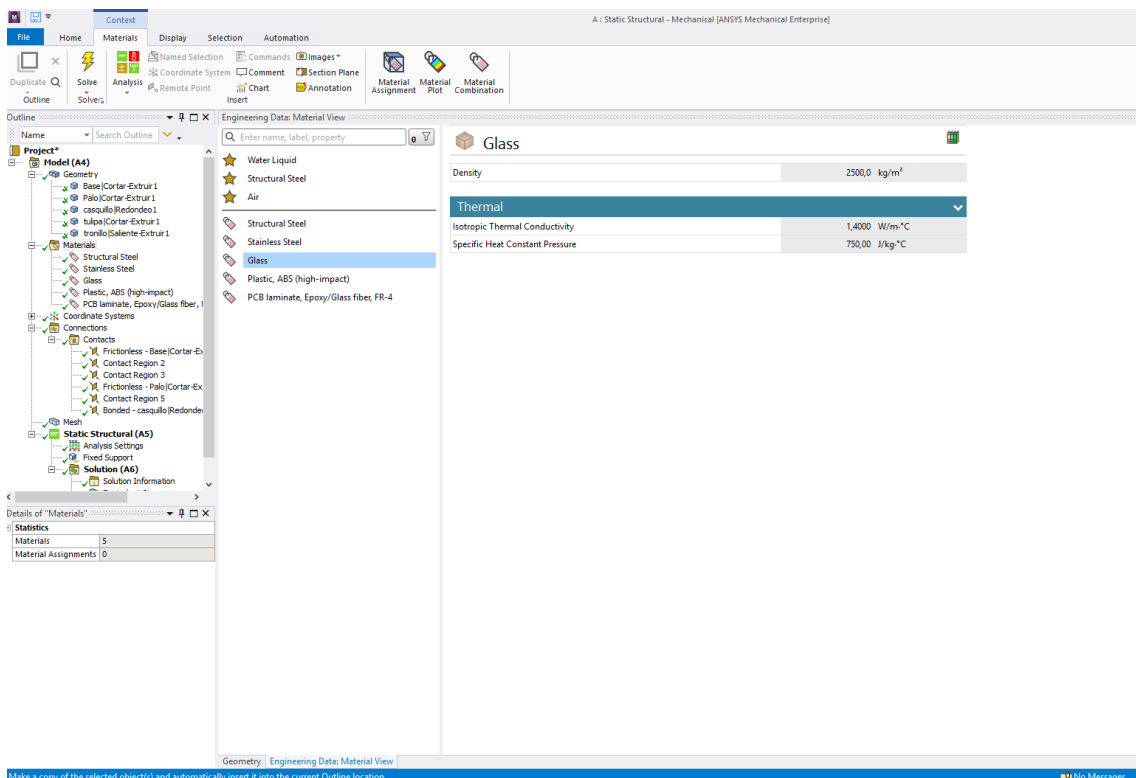 M
Context
A : Static Structural - Mechanical [ANSYS Mechanical Enterprise]
File Home Materials Display Selection Automation
Duplicate
Outline
Solve
Solver
Analysis
Named Selection
Coordinate System
Remote Point
Commands
Comment
Chart
Images
Section Plane
Annotation
Insert
Material Assignment
Material Plot
Material Combination
Outline
Name
Search Outline
Project*
Model (A4)
Geometry
Base|Cortar-Extruir1
Palo|Cortar-Extruir1
casquillo|Redondeo1
tulipa|Cortar-Extruir1
tronillo|Saliente-Extruir1
Materials
Structural Steel
Stainless Steel
Glass
Plastic, ABS (high-impact)
PCB laminate, Epoxy/Glass fiber,
Coordinate Systems
Connections
Contacts
Frictionless - Base|Cortar-Ex
Contact Region 2
Contact Region 3
Frictionless - Palo|Cortar-Ex
Contact Region 5
Bonded - casquillo|Redonde
Mesh
Static Structural (A5)
Analysis Settings
Fixed Support
Solution (A6)
Solution Information
Details of "Materials"
Statistics
Materials 5
Material Assignments 0
Engineering Data: Material View
Enter name, label, property
0
Water Liquid
Structural Steel
Air
Structural Steel
Stainless Steel
Glass
Plastic, ABS (high-impact)
PCB laminate, Epoxy/Glass fiber, FR-4
Glass
Density 2500,0 kg/m³
Thermal
Isotropic Thermal Conductivity 1,4000 W/m·°C
Specific Heat Constant Pressure 750,00 J/kg·°C
Geometry Engineering Data: Material View
Make a copy of the selected object(s) and automatically insert it into the current Outline location.
No Messages